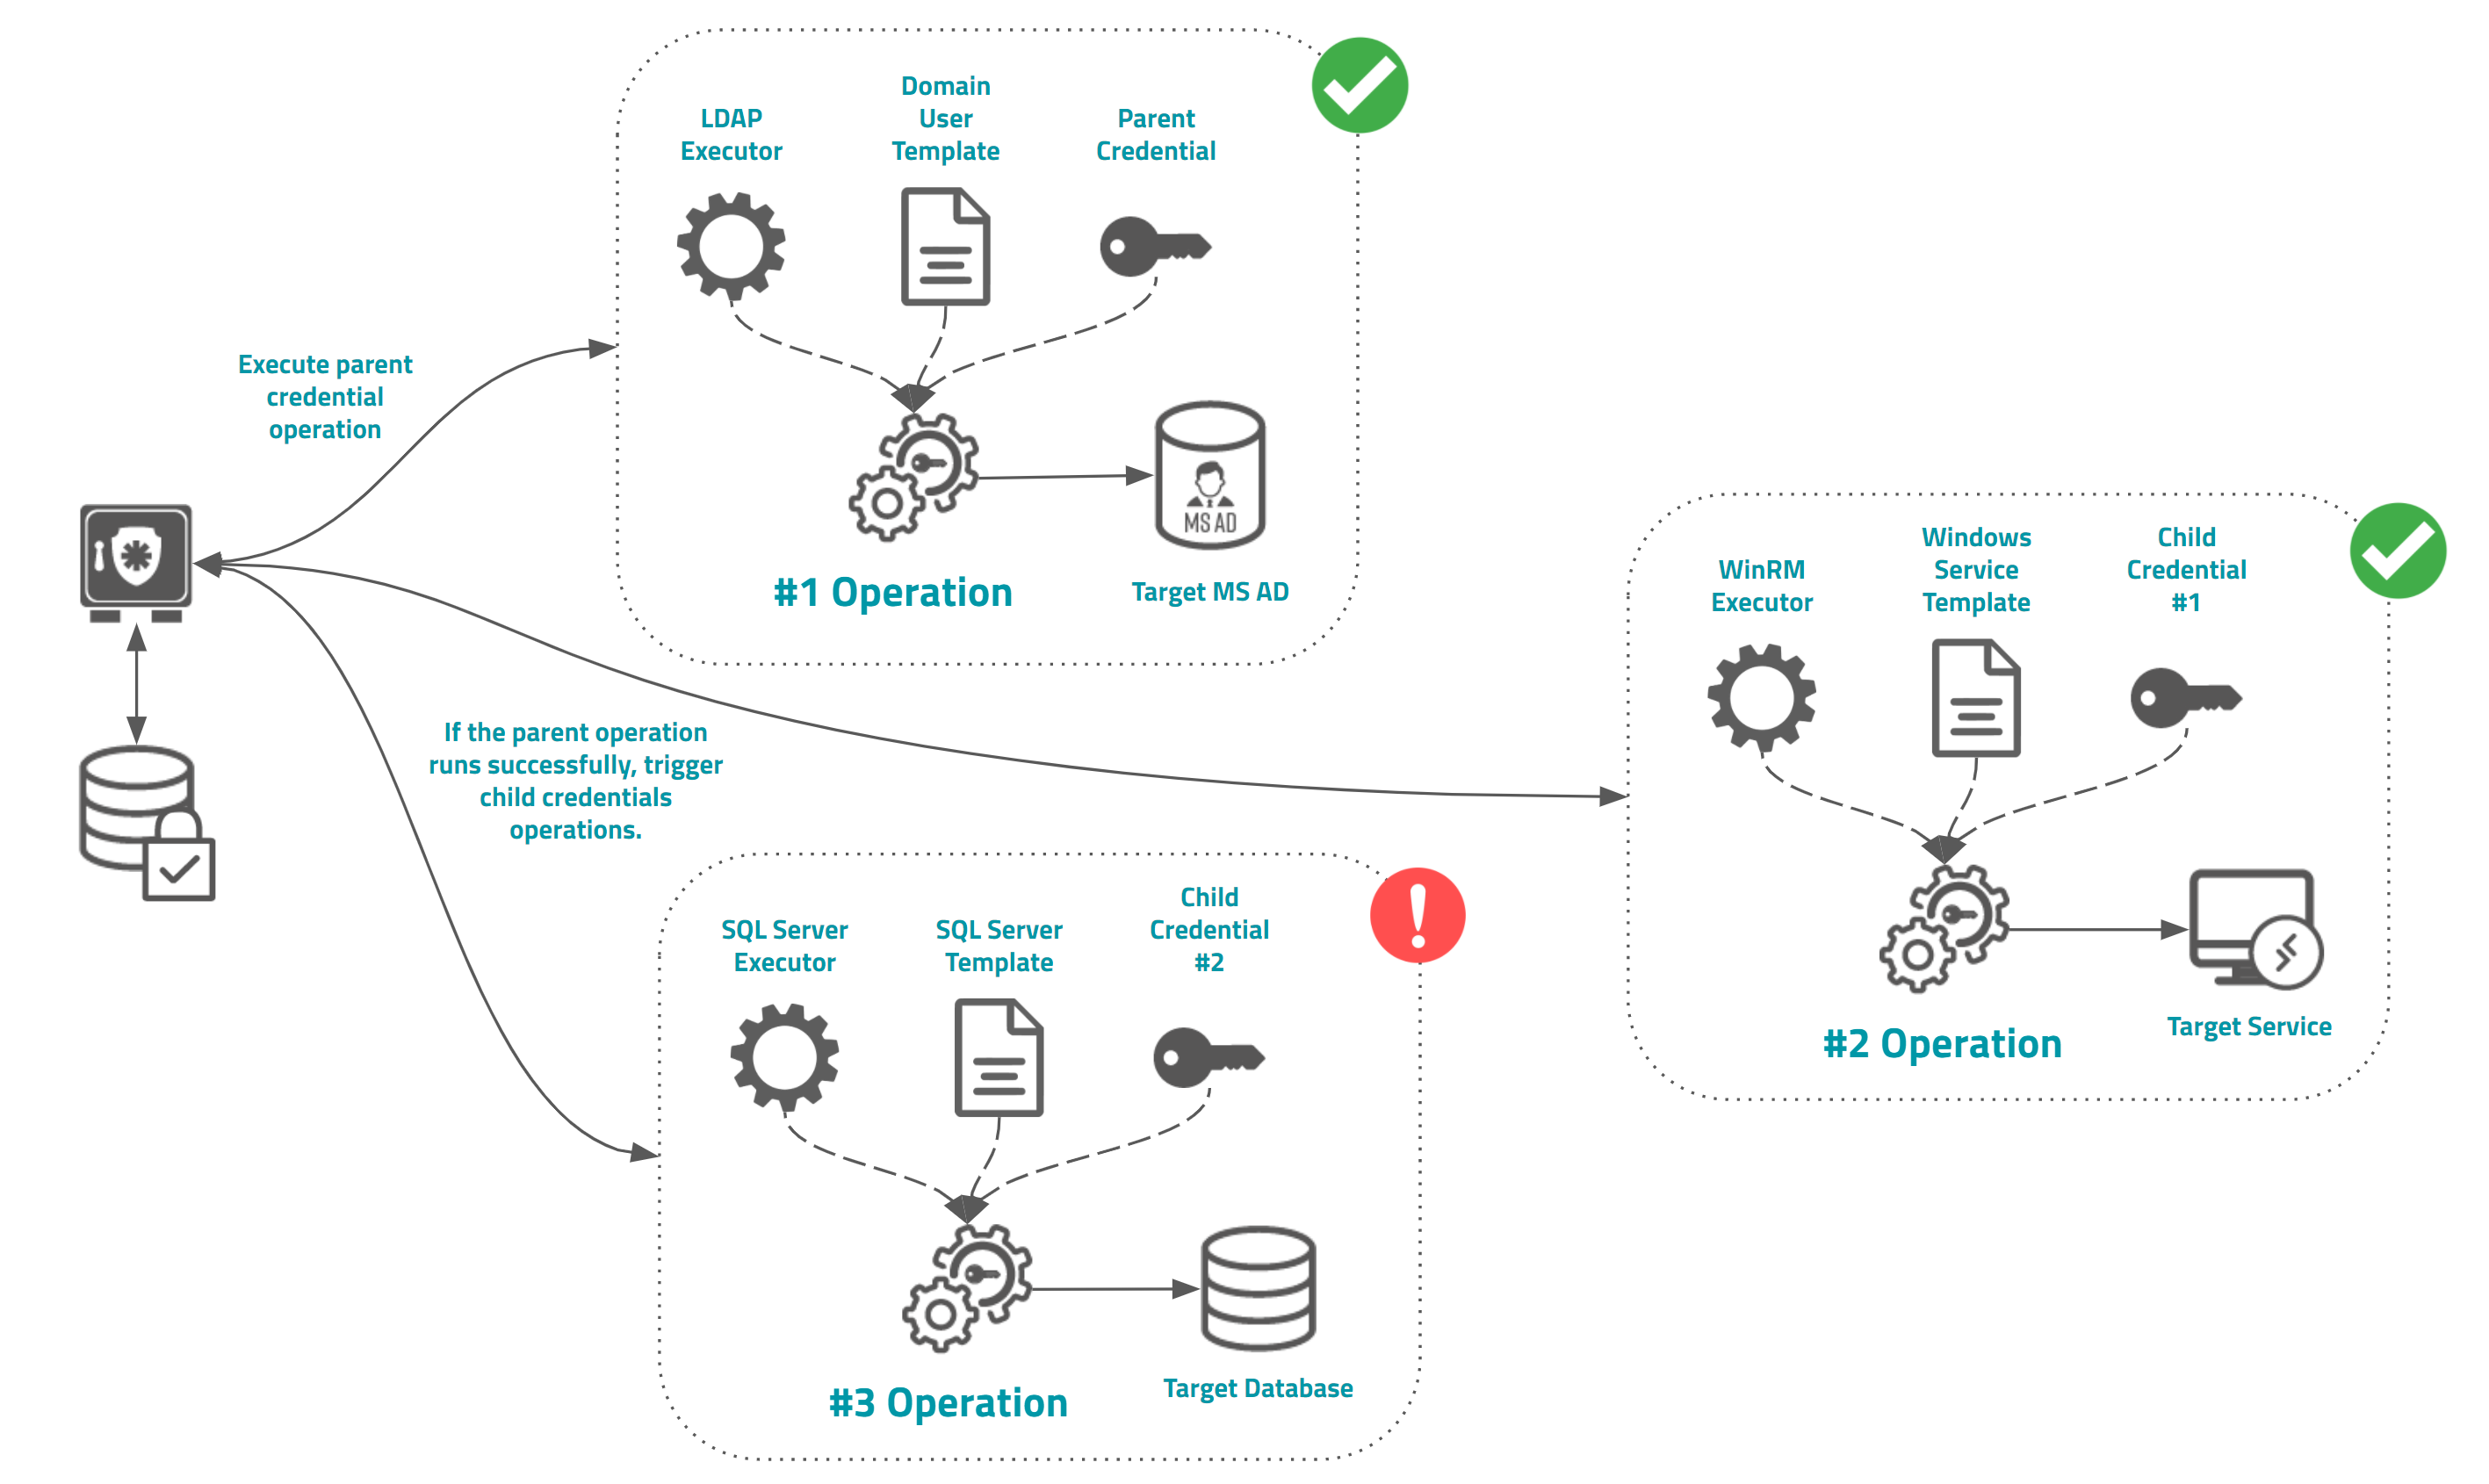 Execute parent
credential
operation
LDAP
Executor
Domain
User
Template
Parent
Credential
MS AD
#1 Operation
Target MS AD
If the parent operation
runs successfully, trigger
child credentials
operations.
WinRM
Executor
Windows
Service
Template
Child
Credential
#1
#2 Operation
Target Service
SQL Server
Executor
SQL Server
Template
Child
Credential
#2
#3 Operation
Target Database